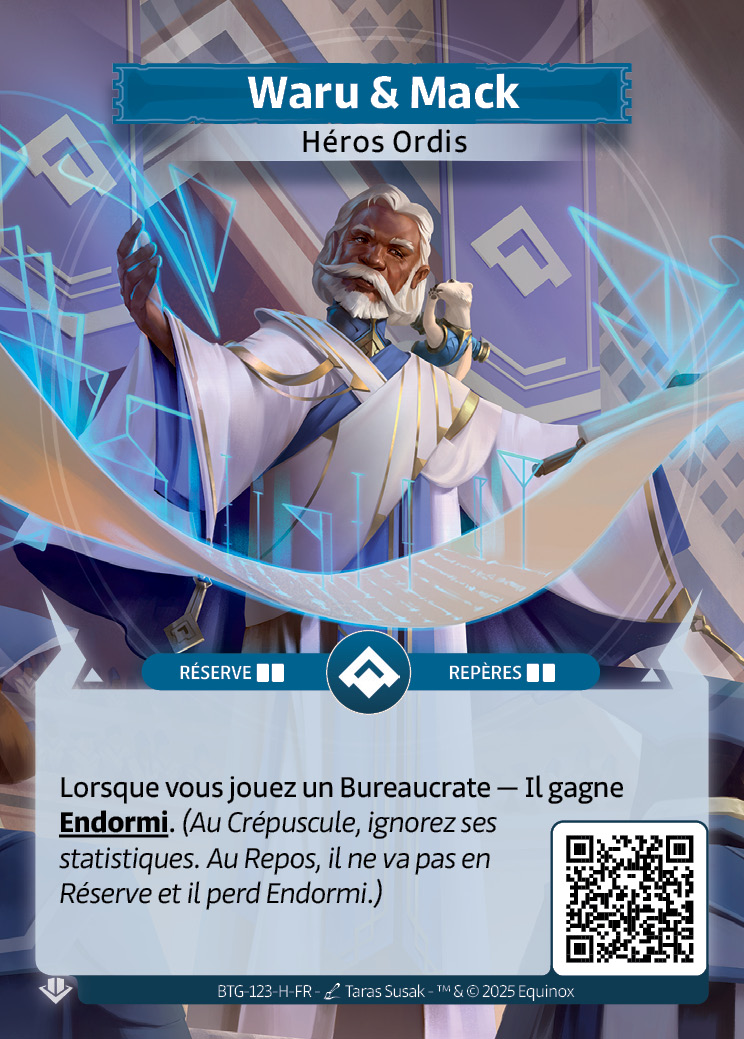 Waru & Mack
Héros Ordis
RÉSERVE
REPÈRES
Lorsque vous jouez un Bureaucrate — Il gagne
Endormi. (Au Crépuscule, ignorez ses
statistiques. Au Repos, il ne va pas en
Réserve et il perd Endormi.)
BTG-123-H-FR - Taras Susak - ™ & © 2025 Equinox